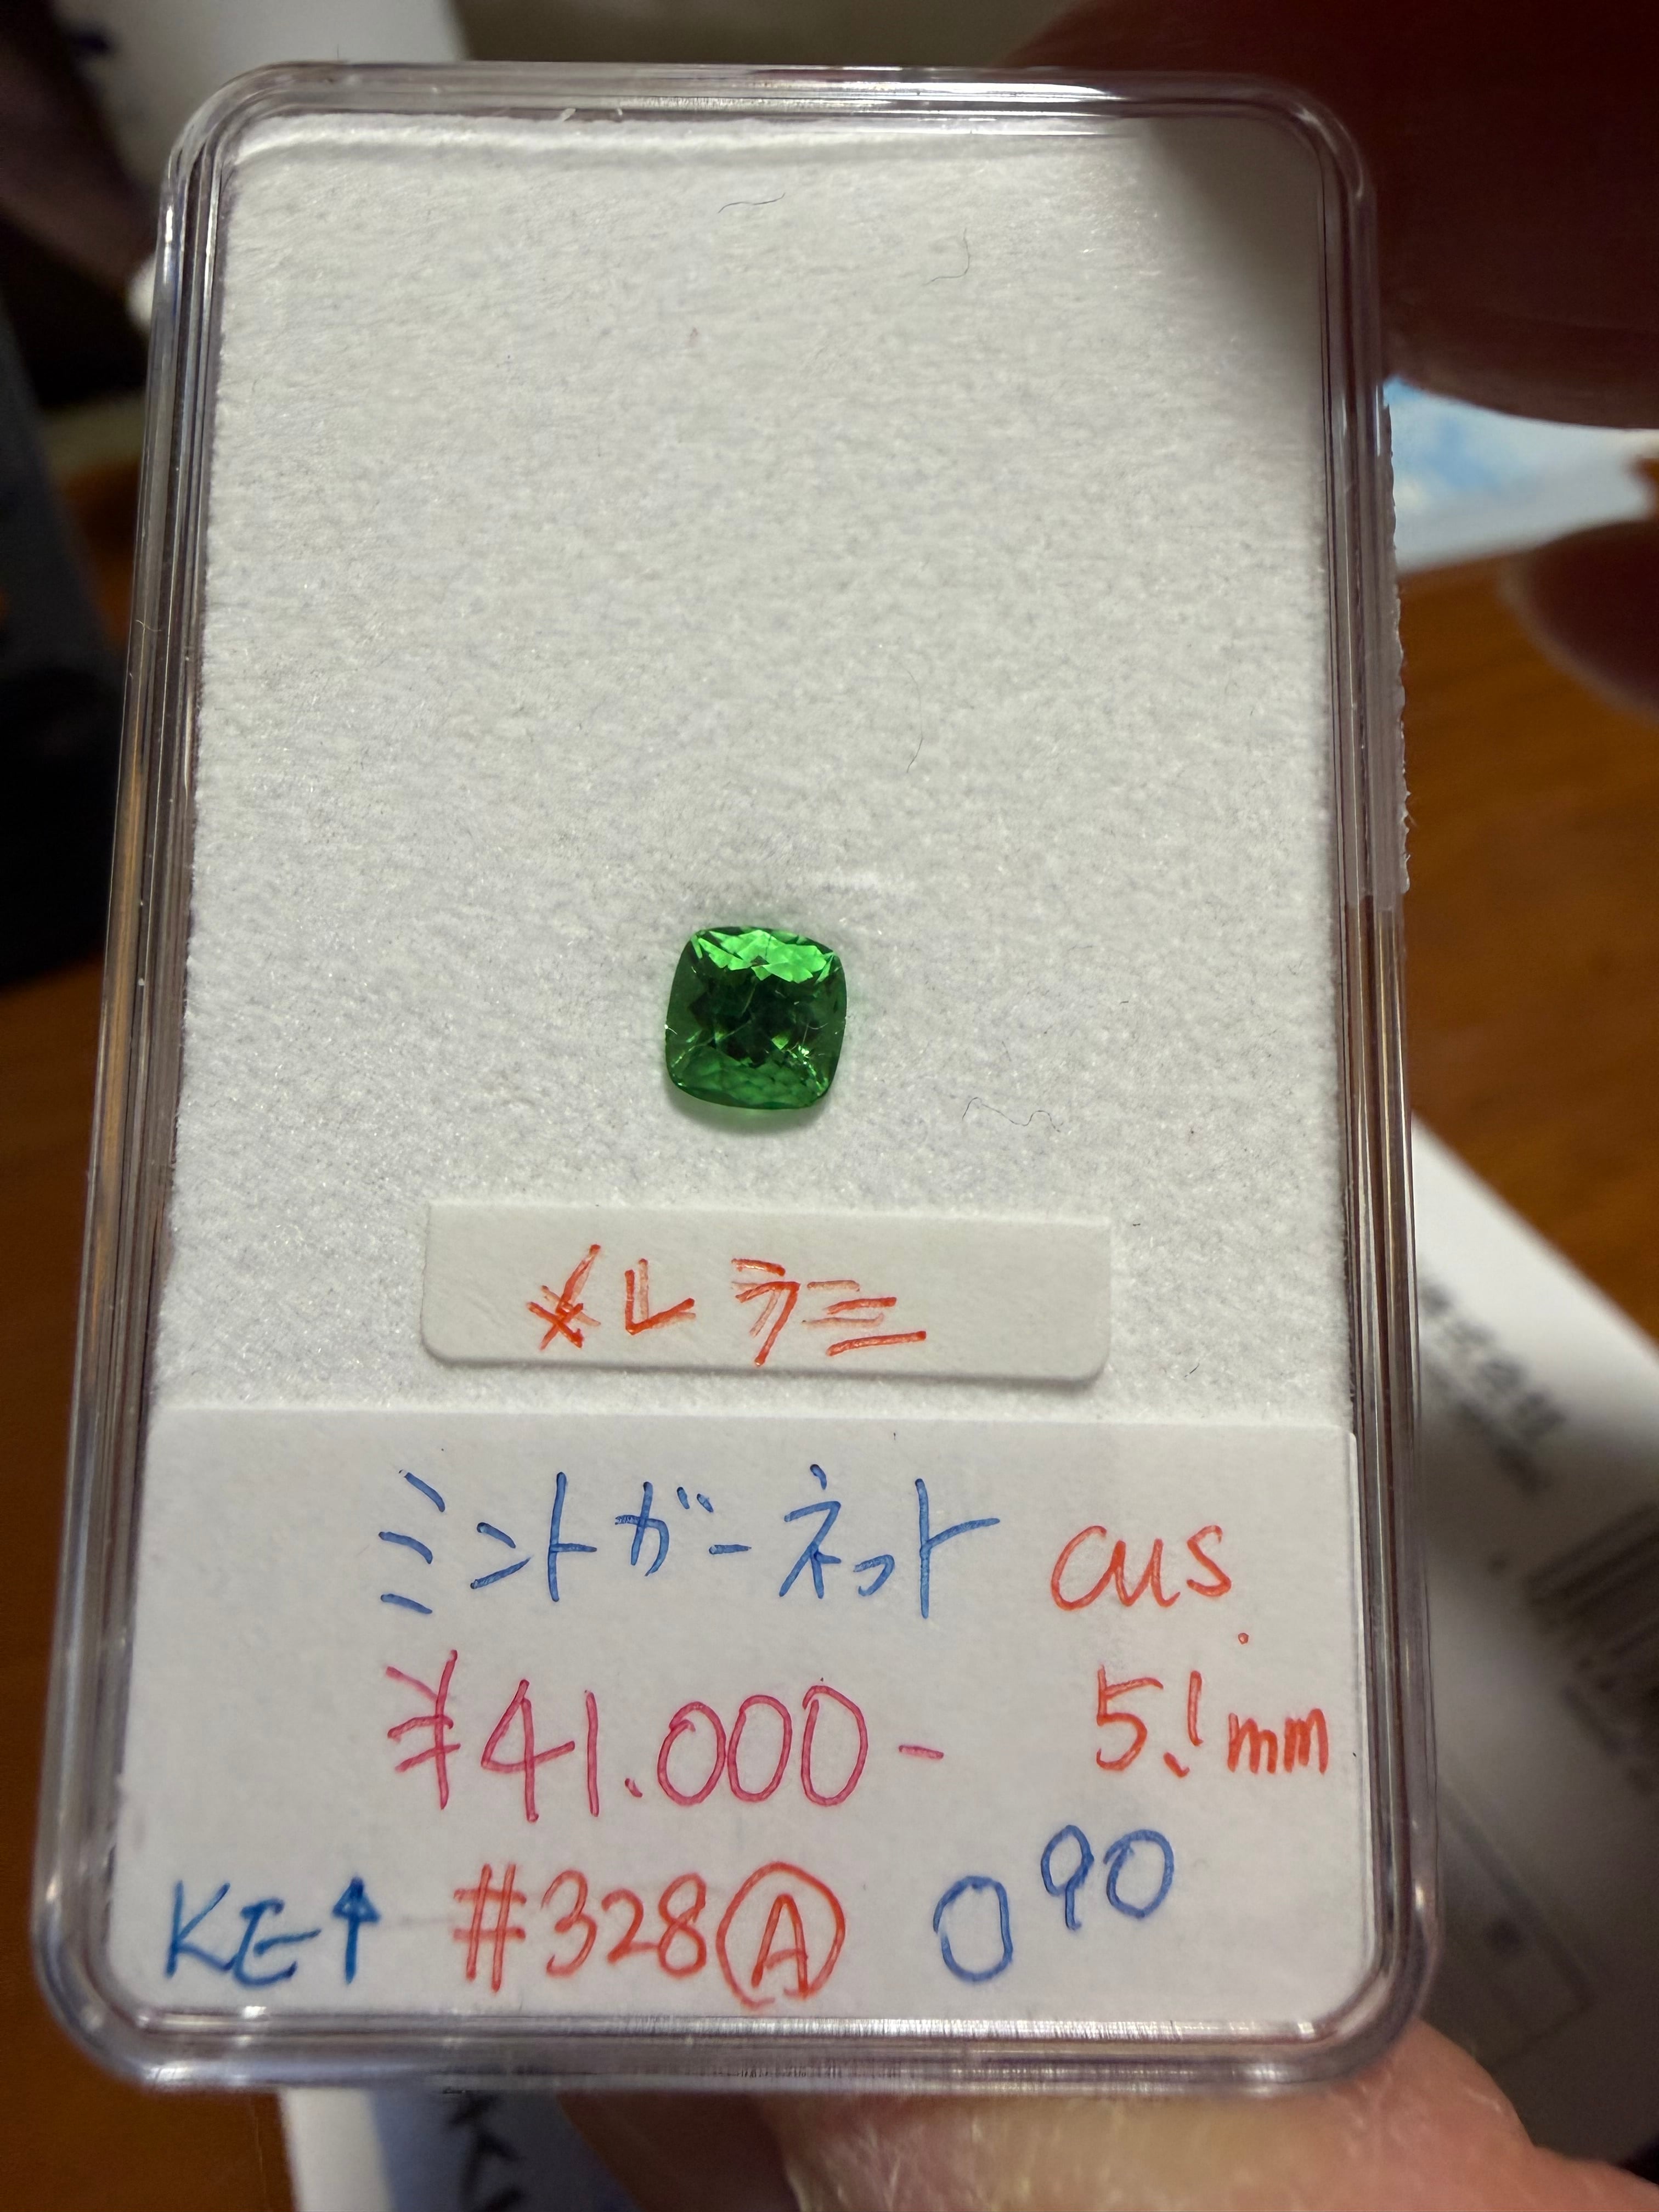 メレラミ
ミントガーネット cus.
¥41.000-
5.1mm
KE↑ #328Ⓐ 0.90